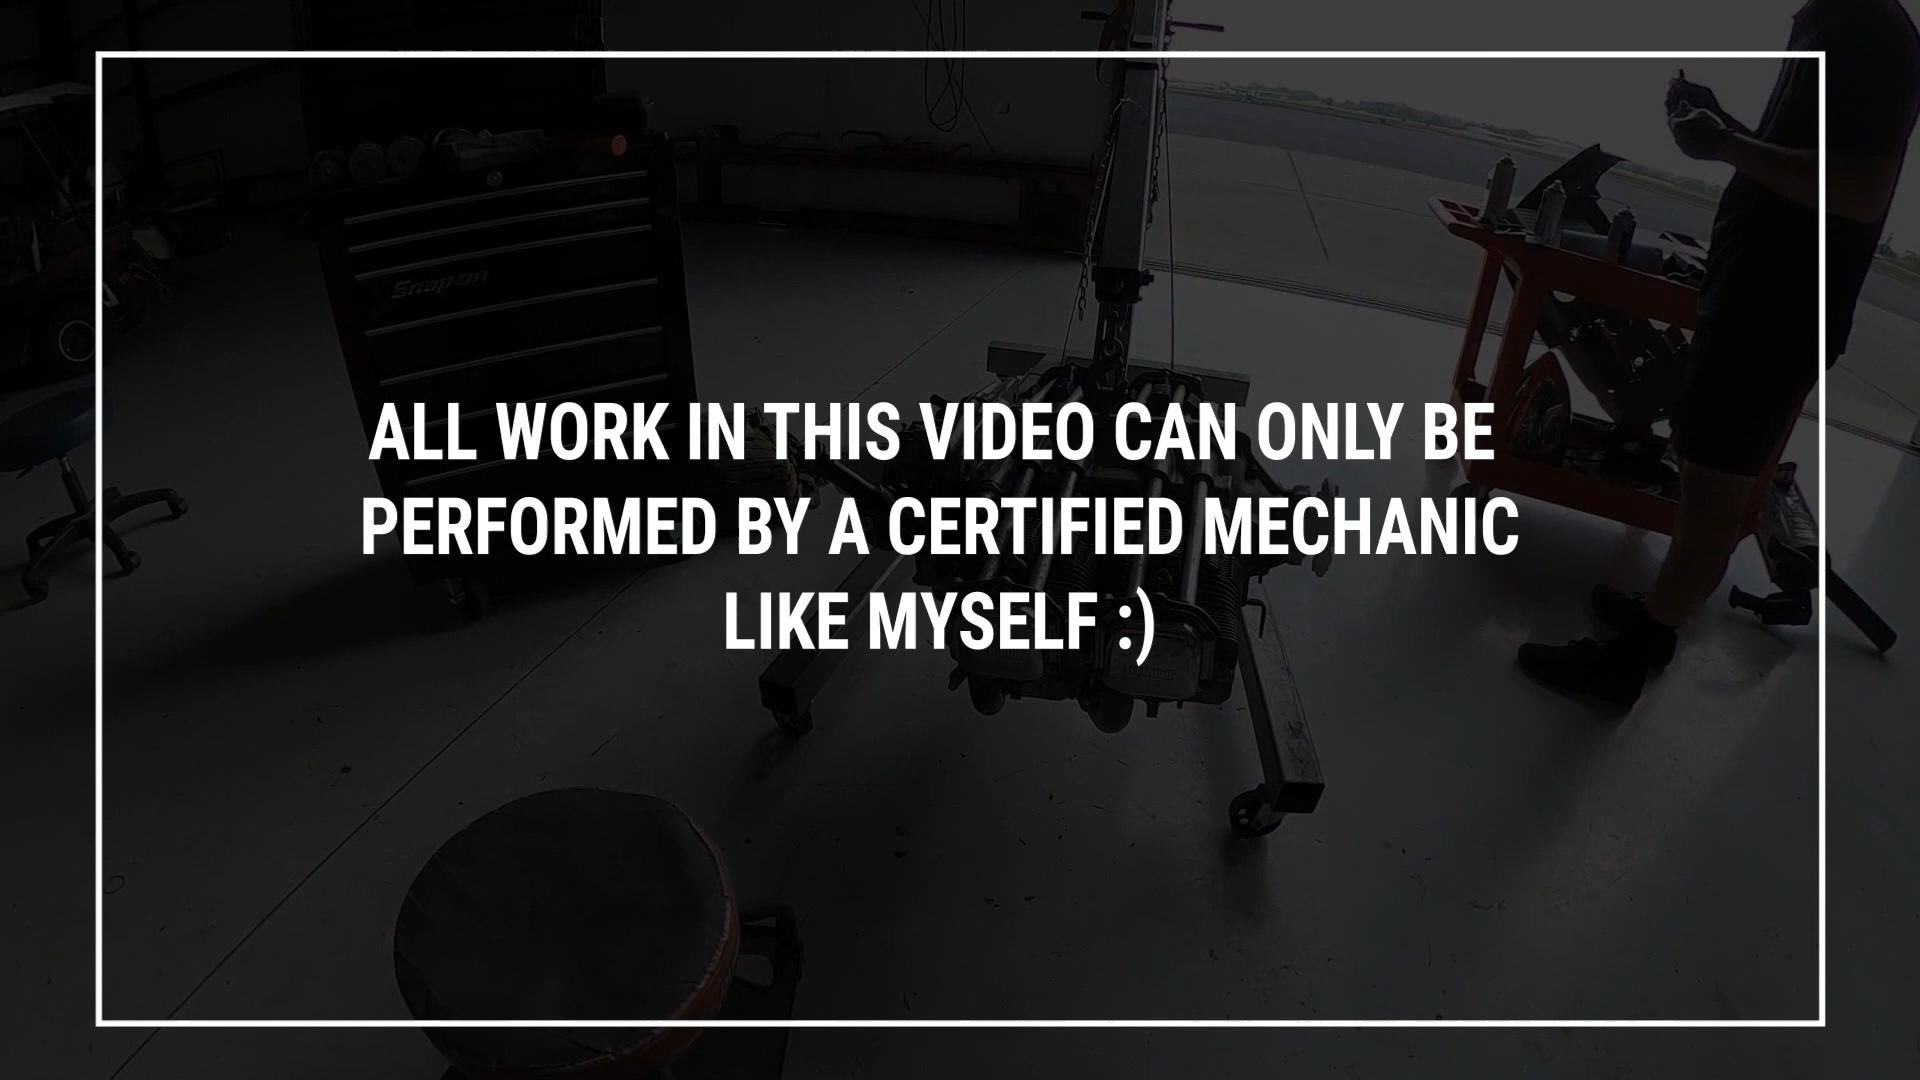 Snap-on
ALL WORK IN THIS VIDEO CAN ONLY BE
PERFORMED BY A CERTIFIED MECHANIC
LIKE MYSELF :)